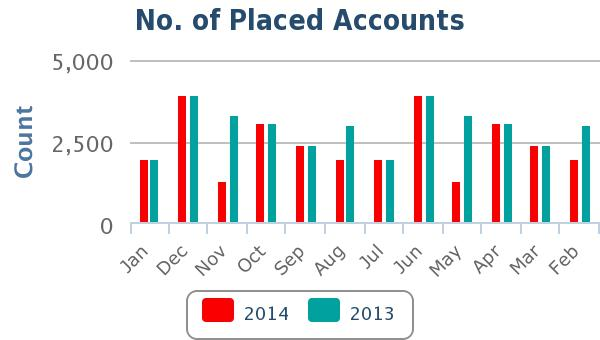 No. of Placed Accounts
5,000
2,500
0
Count
Jan Dec Nov Oct Sep Aug Jul Jun May Apr Mar Feb
2014 2013